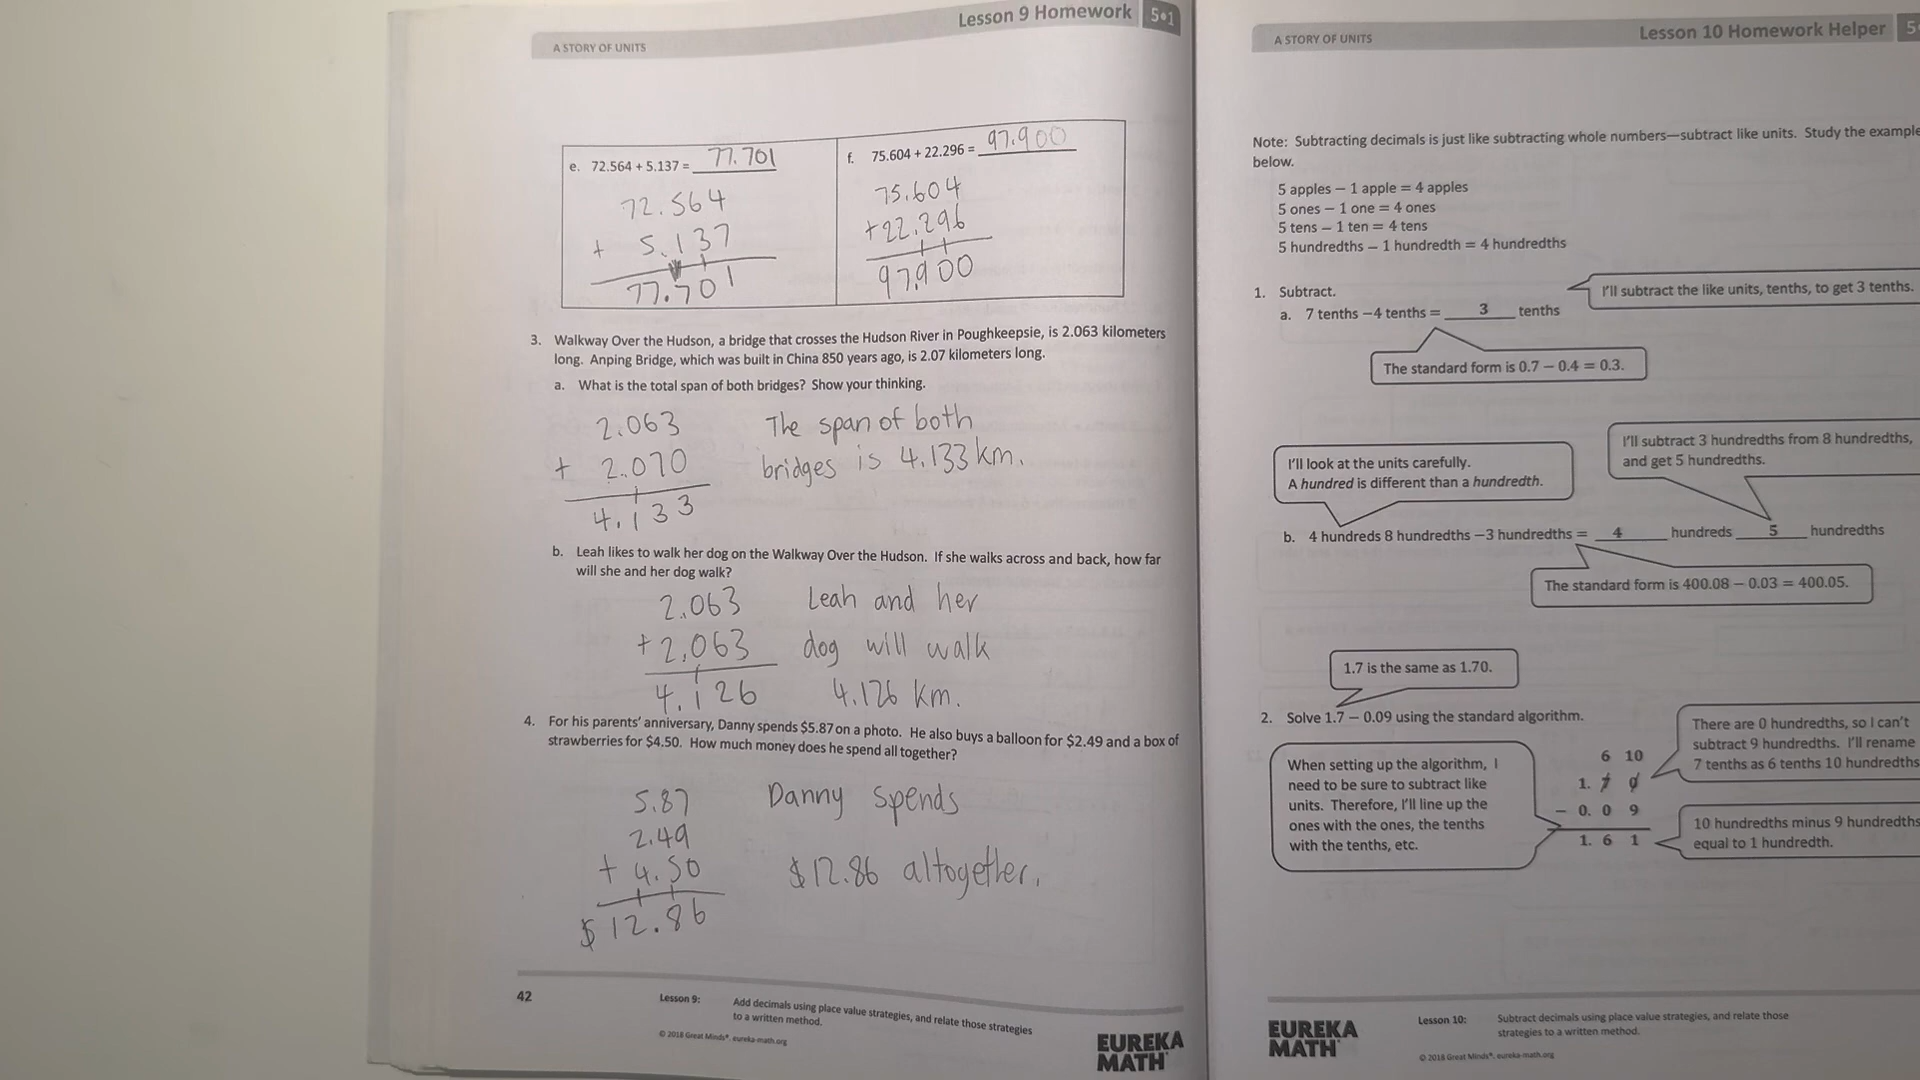 Lesson 9 Homework 5•1
A STORY OF UNITS
e. 72.564 + 5.137 = 77.701
72.564
+ 5.137
77.701
f. 75.604 + 22.296 = 97.900
75.604
+22.296
97.900
3. Walkway Over the Hudson, a bridge that crosses the Hudson River in Poughkeepsie, is 2.063 kilometers
long. Anping Bridge, which was built in China 850 years ago, is 2.07 kilometers long.
a. What is the total span of both bridges? Show your thinking.
2.063
+ 2.070
4.133
The span of both
bridges is 4.133 km.
b. Leah likes to walk her dog on the Walkway Over the Hudson. If she walks across and back, how far
will she and her dog walk?
2.063
+2.063
4.126
Leah and her
dog will walk
4.126 km.
4. For his parents' anniversary, Danny spends $5.87 on a photo. He also buys a balloon for $2.49 and a box of
strawberries for $4.50. How much money does he spend all together?
5.87
2.49
+ 4.50
$12.86
Danny spends
$12.86 altogether.
42
Lesson 9: Add decimals using place value strategies, and relate those strategies
to a written method.
© 2018 Great Minds®. eureka-math.org
EUREKA
MATH
A STORY OF UNITS
Lesson 10 Homework Helper 5
Note: Subtracting decimals is just like subtracting whole numbers—subtract like units. Study the example
below.
5 apples − 1 apple = 4 apples
5 ones − 1 one = 4 ones
5 tens − 1 ten = 4 tens
5 hundredths − 1 hundredth = 4 hundredths
1. Subtract.
I'll subtract the like units, tenths, to get 3 tenths.
a. 7 tenths −4 tenths = 3 tenths
The standard form is 0.7 − 0.4 = 0.3.
I'll look at the units carefully.
A hundred is different than a hundredth.
I'll subtract 3 hundredths from 8 hundredths,
and get 5 hundredths.
b. 4 hundreds 8 hundredths −3 hundredths = 4 hundreds 5 hundredths
The standard form is 400.08 − 0.03 = 400.05.
1.7 is the same as 1.70.
2. Solve 1.7 − 0.09 using the standard algorithm.
When setting up the algorithm, I
need to be sure to subtract like
units. Therefore, I'll line up the
ones with the ones, the tenths
with the tenths, etc.
6 10
1. 7 0
− 0. 0 9
1. 6 1
There are 0 hundredths, so I can't
subtract 9 hundredths. I'll rename
7 tenths as 6 tenths 10 hundredths
10 hundredths minus 9 hundredths
equal to 1 hundredth.
EUREKA
MATH
Lesson 10: Subtract decimals using place value strategies, and relate those
strategies to a written method.
© 2018 Great Minds®. eureka-math.org